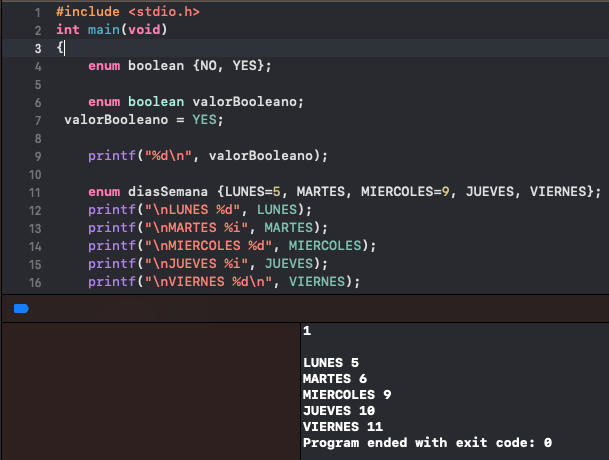 1 #include <stdio.h>
2 int main(void)
3 {
4     enum boolean {NO, YES};
5
6     enum boolean valorBooleano;
7  valorBooleano = YES;
8
9     printf("%d\n", valorBooleano);
10
11     enum diasSemana {LUNES=5, MARTES, MIERCOLES=9, JUEVES, VIERNES};
12     printf("\nLUNES %d", LUNES);
13     printf("\nMARTES %i", MARTES);
14     printf("\nMIERCOLES %d", MIERCOLES);
15     printf("\nJUEVES %i", JUEVES);
16     printf("\nVIERNES %d\n", VIERNES);
1

LUNES 5
MARTES 6
MIERCOLES 9
JUEVES 10
VIERNES 11
Program ended with exit code: 0